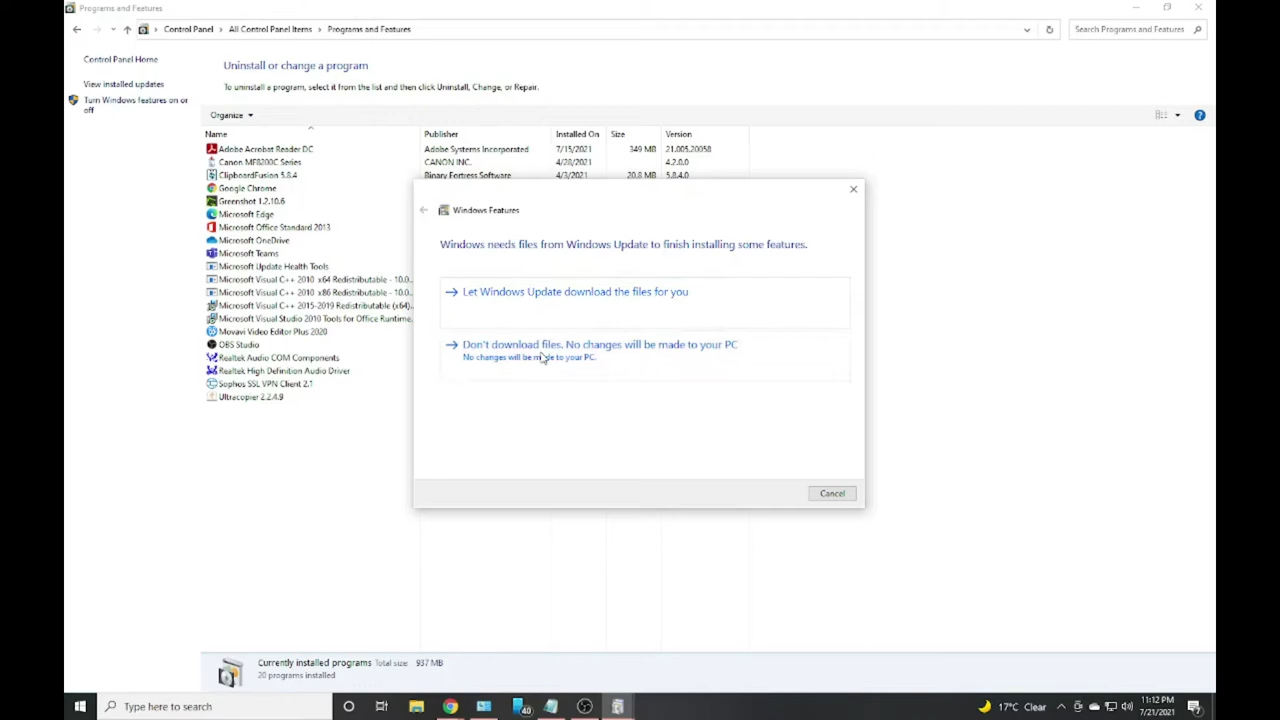 Programs and Features
Control Panel > All Control Panel Items > Programs and Features
Search Programs and Features
Control Panel Home
View installed updates
Turn Windows features on or
off
Uninstall or change a program
To uninstall a program, select it from the list and then click Uninstall, Change, or Repair.
Organize
Name Publisher Installed On Size Version
Adobe Acrobat Reader DC Adobe Systems Incorporated 7/15/2021 349 MB 21.005.20058
Canon MF8200C Series CANON INC. 4/28/2021 4.2.0.0
ClipboardFusion 5.8.4 Binary Fortress Software 4/3/2021 20.8 MB 5.8.4.0
Google Chrome
Greenshot 1.2.10.6
Microsoft Edge
Microsoft Office Standard 2013
Microsoft OneDrive
Microsoft Teams
Microsoft Update Health Tools
Microsoft Visual C++ 2010 x64 Redistributable - 10.0...
Microsoft Visual C++ 2010 x86 Redistributable - 10.0...
Microsoft Visual C++ 2015-2019 Redistributable (x64)...
Microsoft Visual Studio 2010 Tools for Office Runtime...
Movavi Video Editor Plus 2020
OBS Studio
Realtek Audio COM Components
Realtek High Definition Audio Driver
Sophos SSL VPN Client 2.1
Ultracopier 2.2.4.9
Windows Features
Windows needs files from Windows Update to finish installing some features.
Let Windows Update download the files for you
Don't download files. No changes will be made to your PC
No changes will be made to your PC.
Cancel
Currently installed programs Total size: 937 MB
20 programs installed
Type here to search
40
17°C Clear
11:12 PM
7/21/2021
7